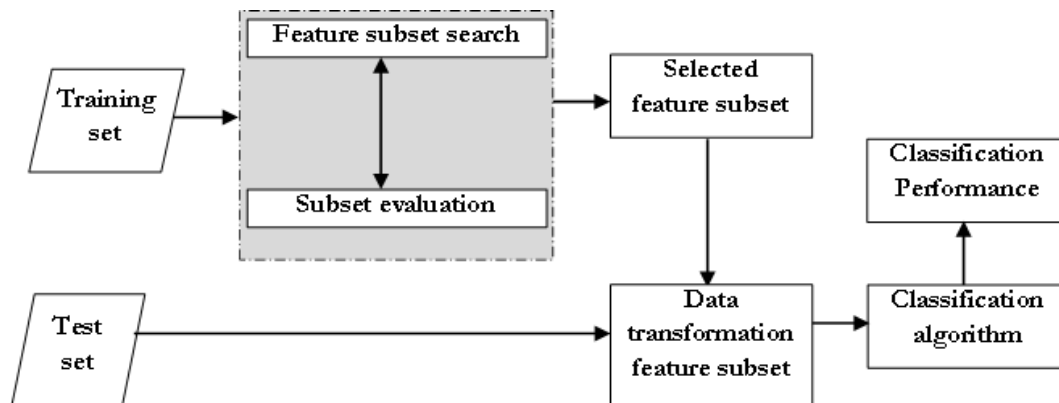 Feature subset search
Training
set
Subset evaluation
Selected
feature subset
Classification
Performance
Test
set
Data
transformation
feature subset
Classification
algorithm